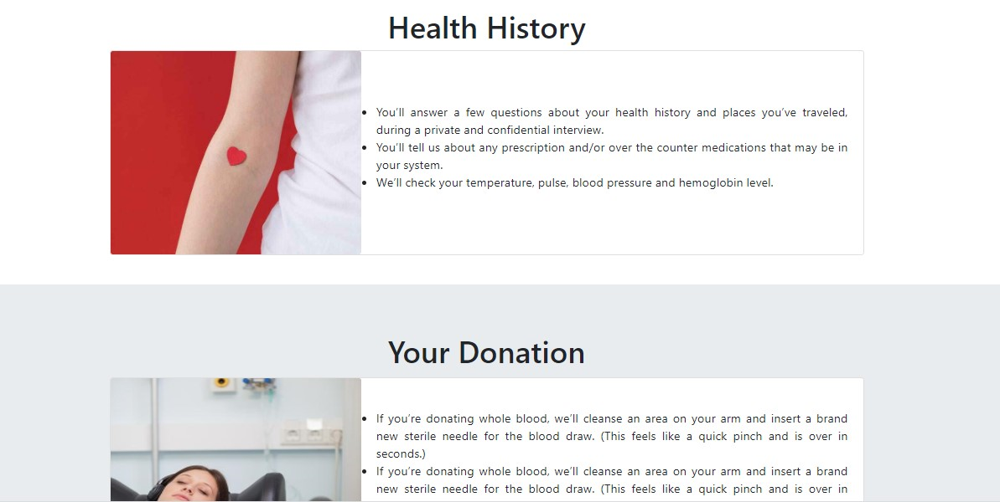 Health History
You’ll answer a few questions about your health history and places you’ve traveled,
during a private and confidential interview.
You’ll tell us about any prescription and/or over the counter medications that may be in
your system.
We’ll check your temperature, pulse, blood pressure and hemoglobin level.
Your Donation
If you’re donating whole blood, we’ll cleanse an area on your arm and insert a brand
new sterile needle for the blood draw. (This feels like a quick pinch and is over in
seconds.)
If you’re donating whole blood, we’ll cleanse an area on your arm and insert a brand
new sterile needle for the blood draw. (This feels like a quick pinch and is over in